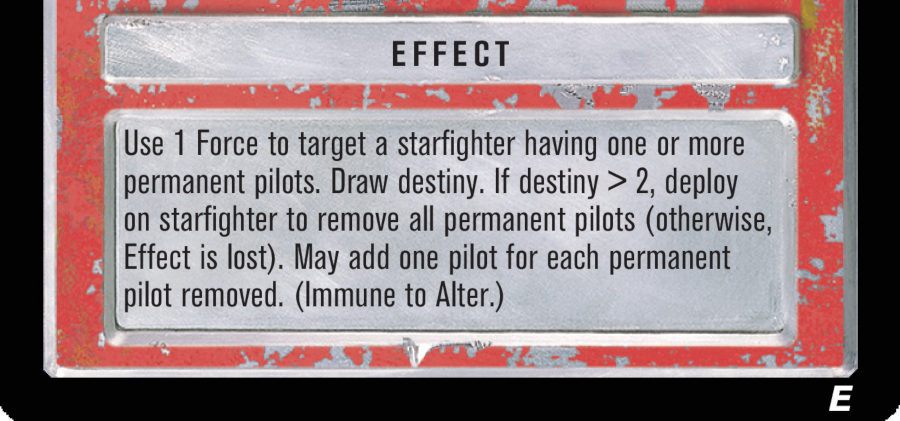 EFFECT
Use 1 Force to target a starfighter having one or more
permanent pilots. Draw destiny. If destiny > 2, deploy
on starfighter to remove all permanent pilots (otherwise,
Effect is lost). May add one pilot for each permanent
pilot removed. (Immune to Alter.)
E